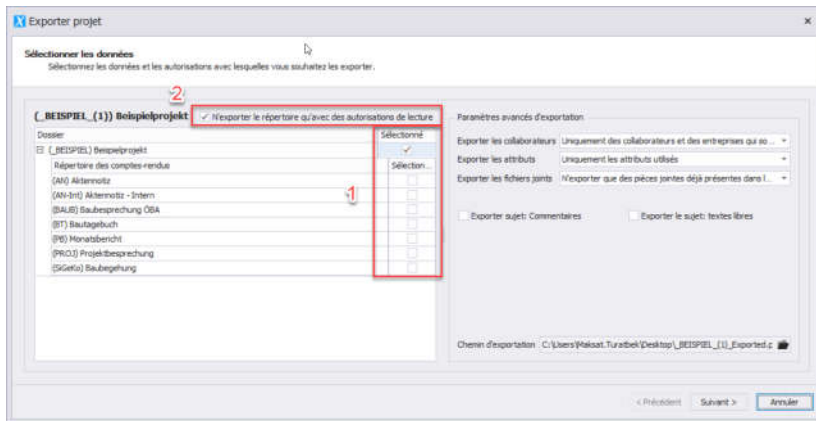 Exporter projet
Sélectionner les données
Sélectionnez les données et les autorisations avec lesquelles vous souhaitez les exporter.
2
(_BEISPIEL_(1)) Beispielprojekt
N'exporter le répertoire qu'avec des autorisations de lecture
Dossier
Sélectionné
(_BEISPIEL) Beispielprojekt
Répertoire des comptes-rendus
Sélection...
1
(AN) Aktennotiz
(AN-Int) Aktennotiz - Intern
(BAUB) Baubesprechung ÖBA
(BT) Bautagebuch
(PB) Monatsbericht
(PROJ) Projektbesprechung
(SiGeKo) Baubegehung
Paramètres avancés d'exportation
Exporter les collaborateurs Uniquement des collaborateurs et des entreprises qui so ...
Exporter les attributs Uniquement les attributs utilisés
Exporter les fichiers joints N'exporter que des pièces jointes déjà présentes dans l...
Exporter sujet: Commentaires
Exporter le sujet: textes libres
Chemin d'exportation C:\Users\Maksat.Turatbek\Desktop\_BEISPIEL_(1)_Exported.p
< Précédent
Suivant >
Annuler